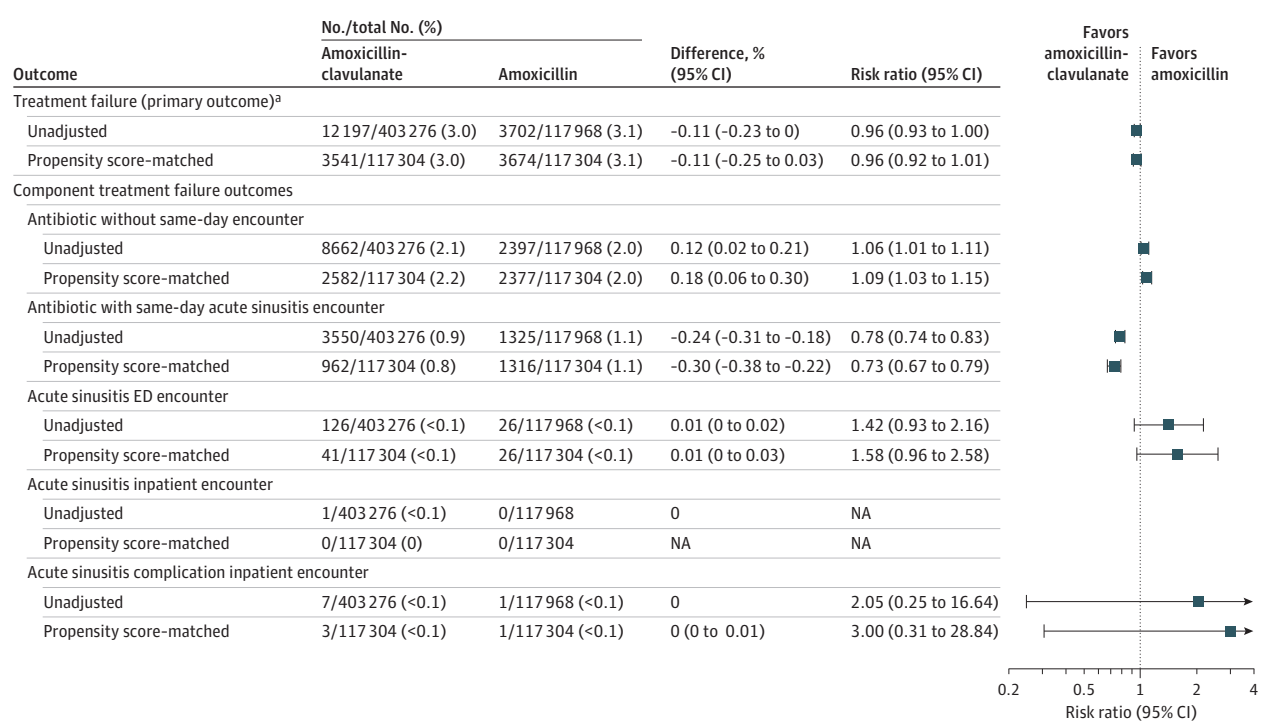 No./total No. (%)
Favors amoxicillin-clavulanate
Favors amoxicillin
Outcome Amoxicillin-clavulanate Amoxicillin Difference, % (95% CI) Risk ratio (95% CI)
Treatment failure (primary outcome)a
Unadjusted 12 197/403 276 (3.0) 3702/117 968 (3.1) -0.11 (-0.23 to 0) 0.96 (0.93 to 1.00)
Propensity score-matched 3541/117 304 (3.0) 3674/117 304 (3.1) -0.11 (-0.25 to 0.03) 0.96 (0.92 to 1.01)
Component treatment failure outcomes
Antibiotic without same-day encounter
Unadjusted 8662/403 276 (2.1) 2397/117 968 (2.0) 0.12 (0.02 to 0.21) 1.06 (1.01 to 1.11)
Propensity score-matched 2582/117 304 (2.2) 2377/117 304 (2.0) 0.18 (0.06 to 0.30) 1.09 (1.03 to 1.15)
Antibiotic with same-day acute sinusitis encounter
Unadjusted 3550/403 276 (0.9) 1325/117 968 (1.1) -0.24 (-0.31 to -0.18) 0.78 (0.74 to 0.83)
Propensity score-matched 962/117 304 (0.8) 1316/117 304 (1.1) -0.30 (-0.38 to -0.22) 0.73 (0.67 to 0.79)
Acute sinusitis ED encounter
Unadjusted 126/403 276 (<0.1) 26/117 968 (<0.1) 0.01 (0 to 0.02) 1.42 (0.93 to 2.16)
Propensity score-matched 41/117 304 (<0.1) 26/117 304 (<0.1) 0.01 (0 to 0.03) 1.58 (0.96 to 2.58)
Acute sinusitis inpatient encounter
Unadjusted 1/403 276 (<0.1) 0/117 968 0 NA
Propensity score-matched 0/117 304 (0) 0/117 304 NA NA
Acute sinusitis complication inpatient encounter
Unadjusted 7/403 276 (<0.1) 1/117 968 (<0.1) 0 2.05 (0.25 to 16.64)
Propensity score-matched 3/117 304 (<0.1) 1/117 304 (<0.1) 0 (0 to 0.01) 3.00 (0.31 to 28.84)
0.2 0.5 1 2 4
Risk ratio (95% CI)